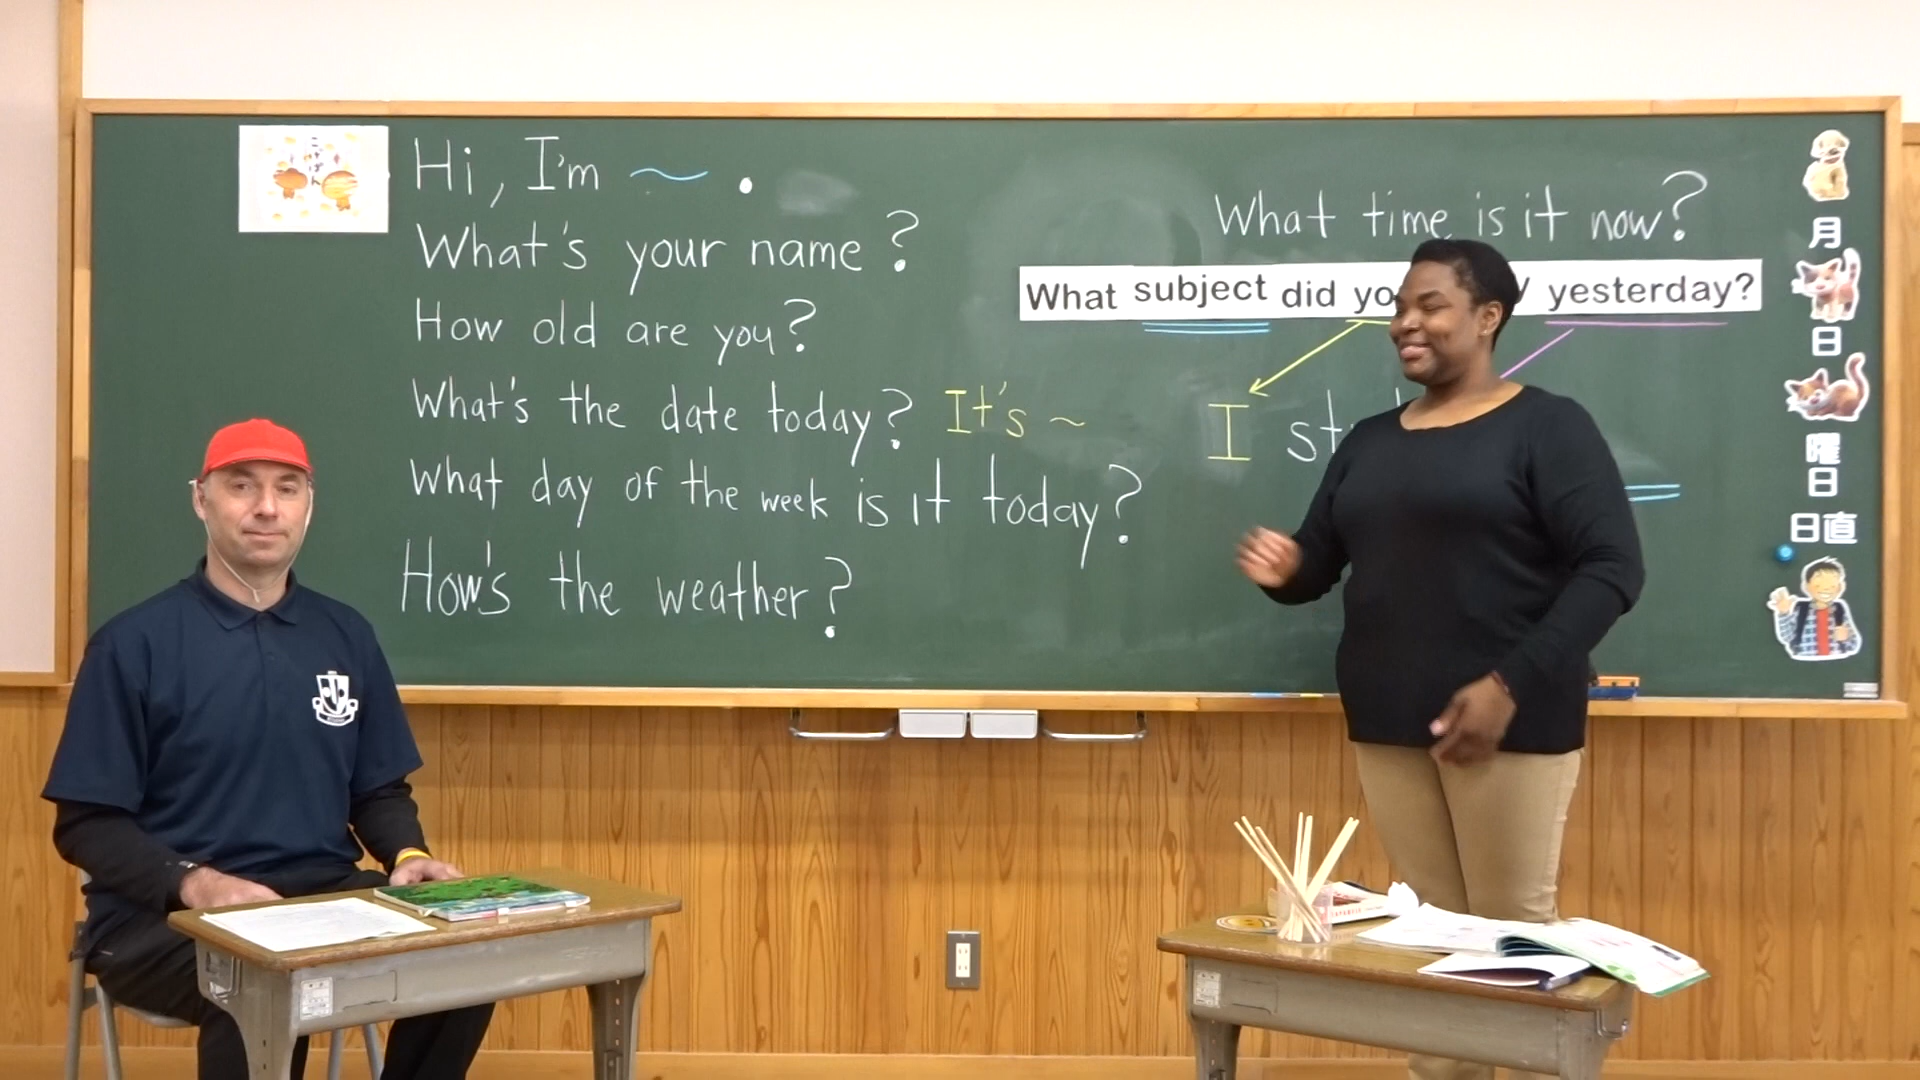 Hi, I'm ~ .
What's your name?
How old are you?
What's the date today? It's ~
What day of the week is it today?
How's the weather?
What time is it now?
What subject did yo yesterday?
I st
月
日
曜
日
日直